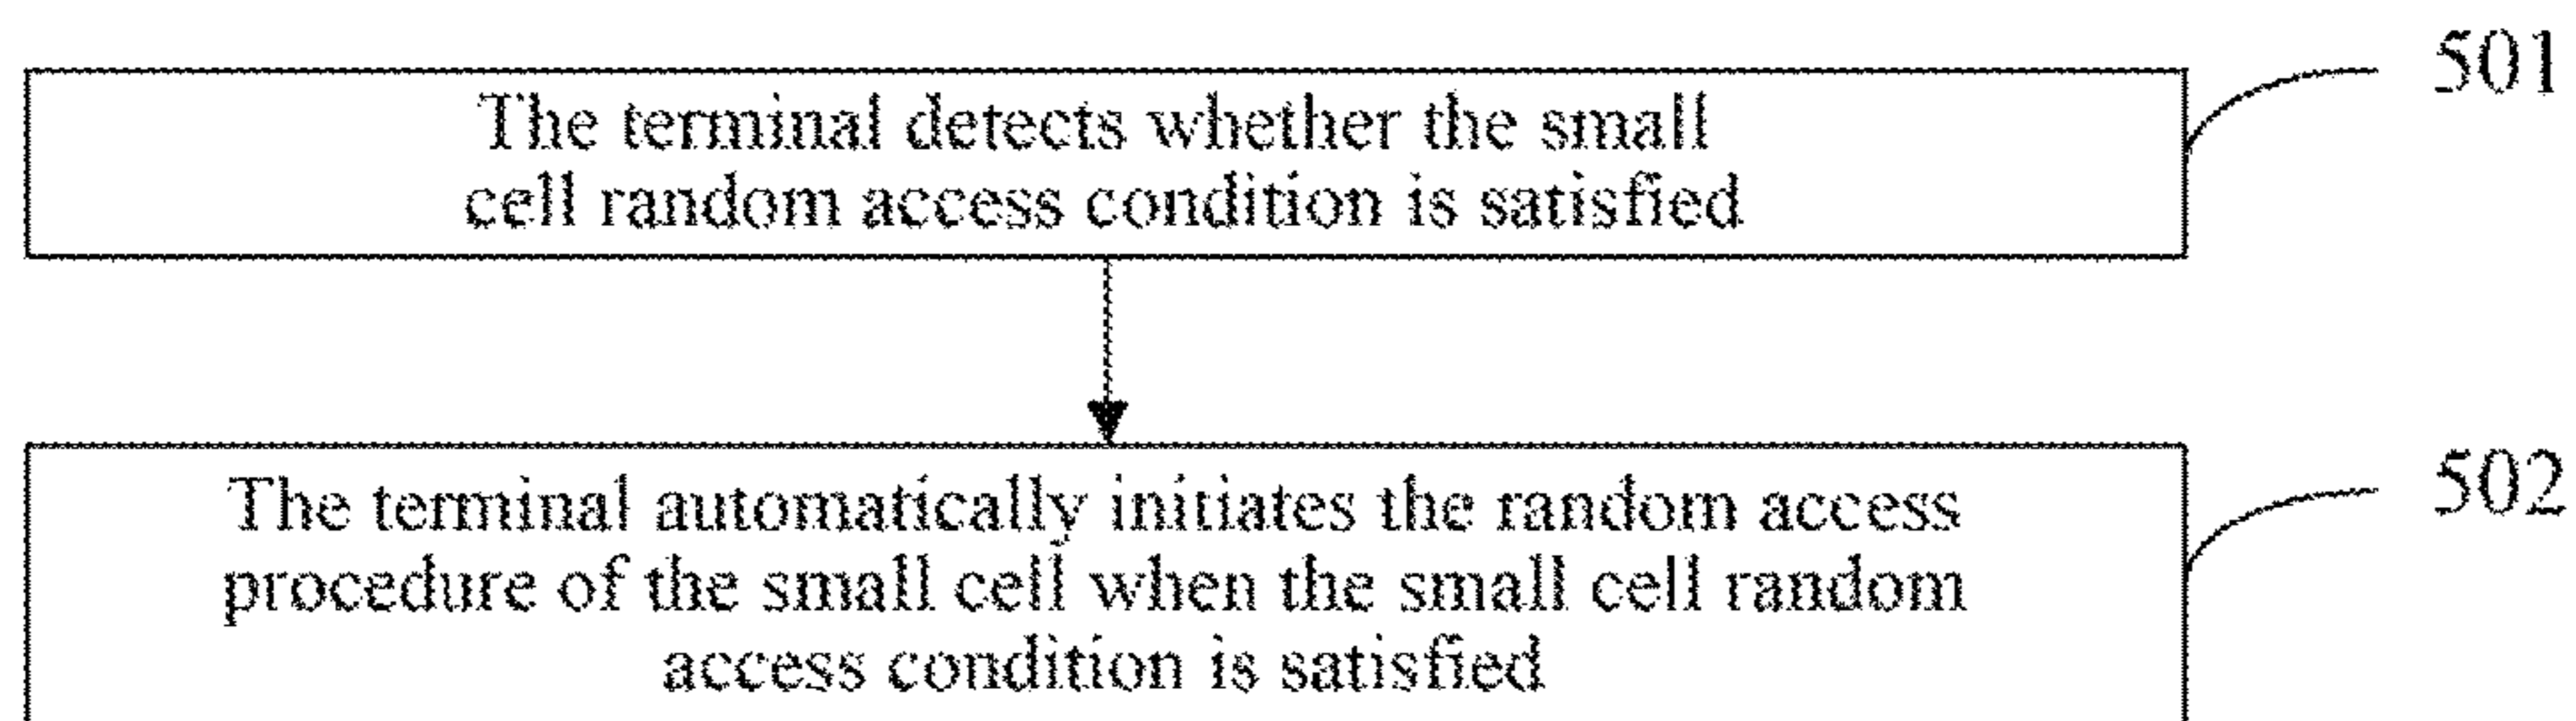 501
The terminal detects whether the small
cell random access condition is satisfied
502
The terminal automatically initiates the random access
procedure of the small cell when the small cell random
access condition is satisfied